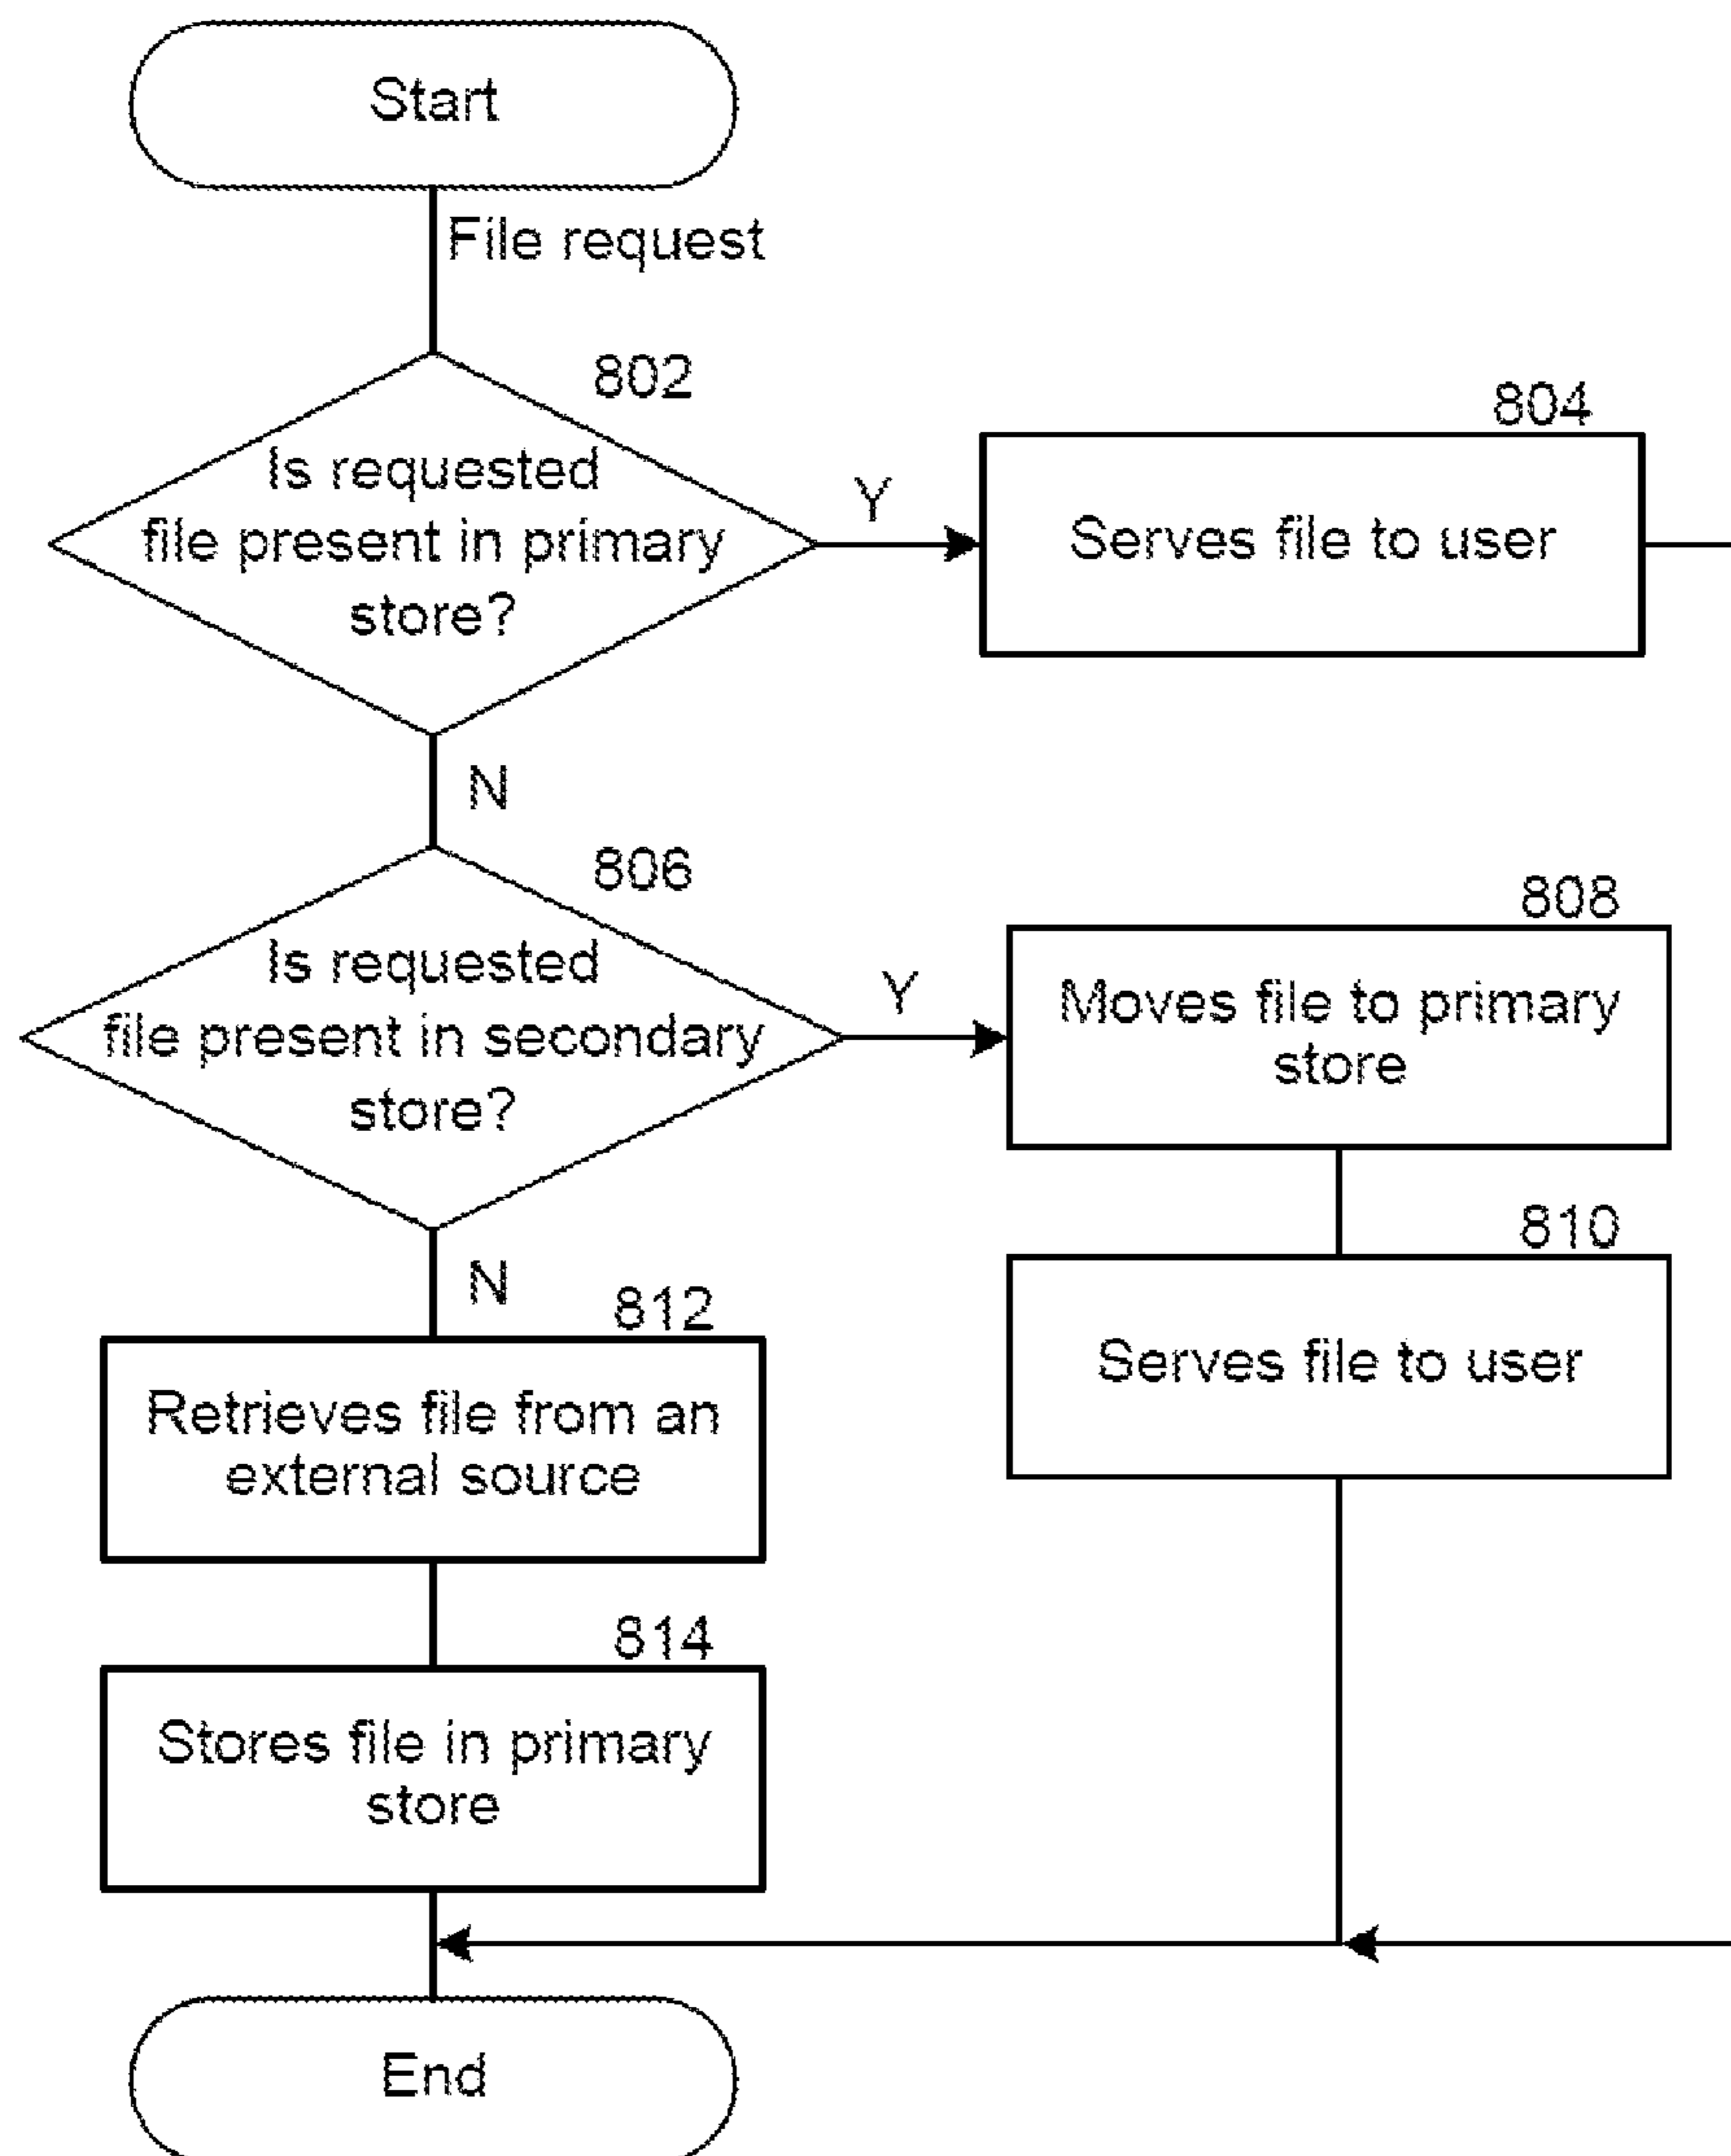 Start
File request
802
Is requested
file present in primary
store?
Y
804
Serves file to user
N
806
Is requested
file present in secondary
store?
Y
808
Moves file to primary
store
810
Serves file to user
N
812
Retrieves file from an
external source
814
Stores file in primary
store
End